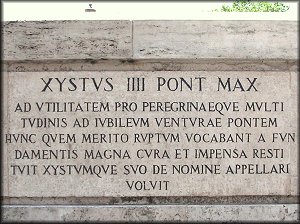 XYSTVS IIII PONT MAX
AD VTILITATEM PRO PEREGRINAEQVE MVLTI
TVDINIS AD IVBILEVM VENTVRAE PONTEM
HVNC QVEM MERITO RVPTVM VOCABANT A FVN
DAMENTIS MAGNA CVRA ET IMPENSA RESTI
TVIT XYSTVMQVE SVO DE NOMINE APPELLARI
VOLVIT